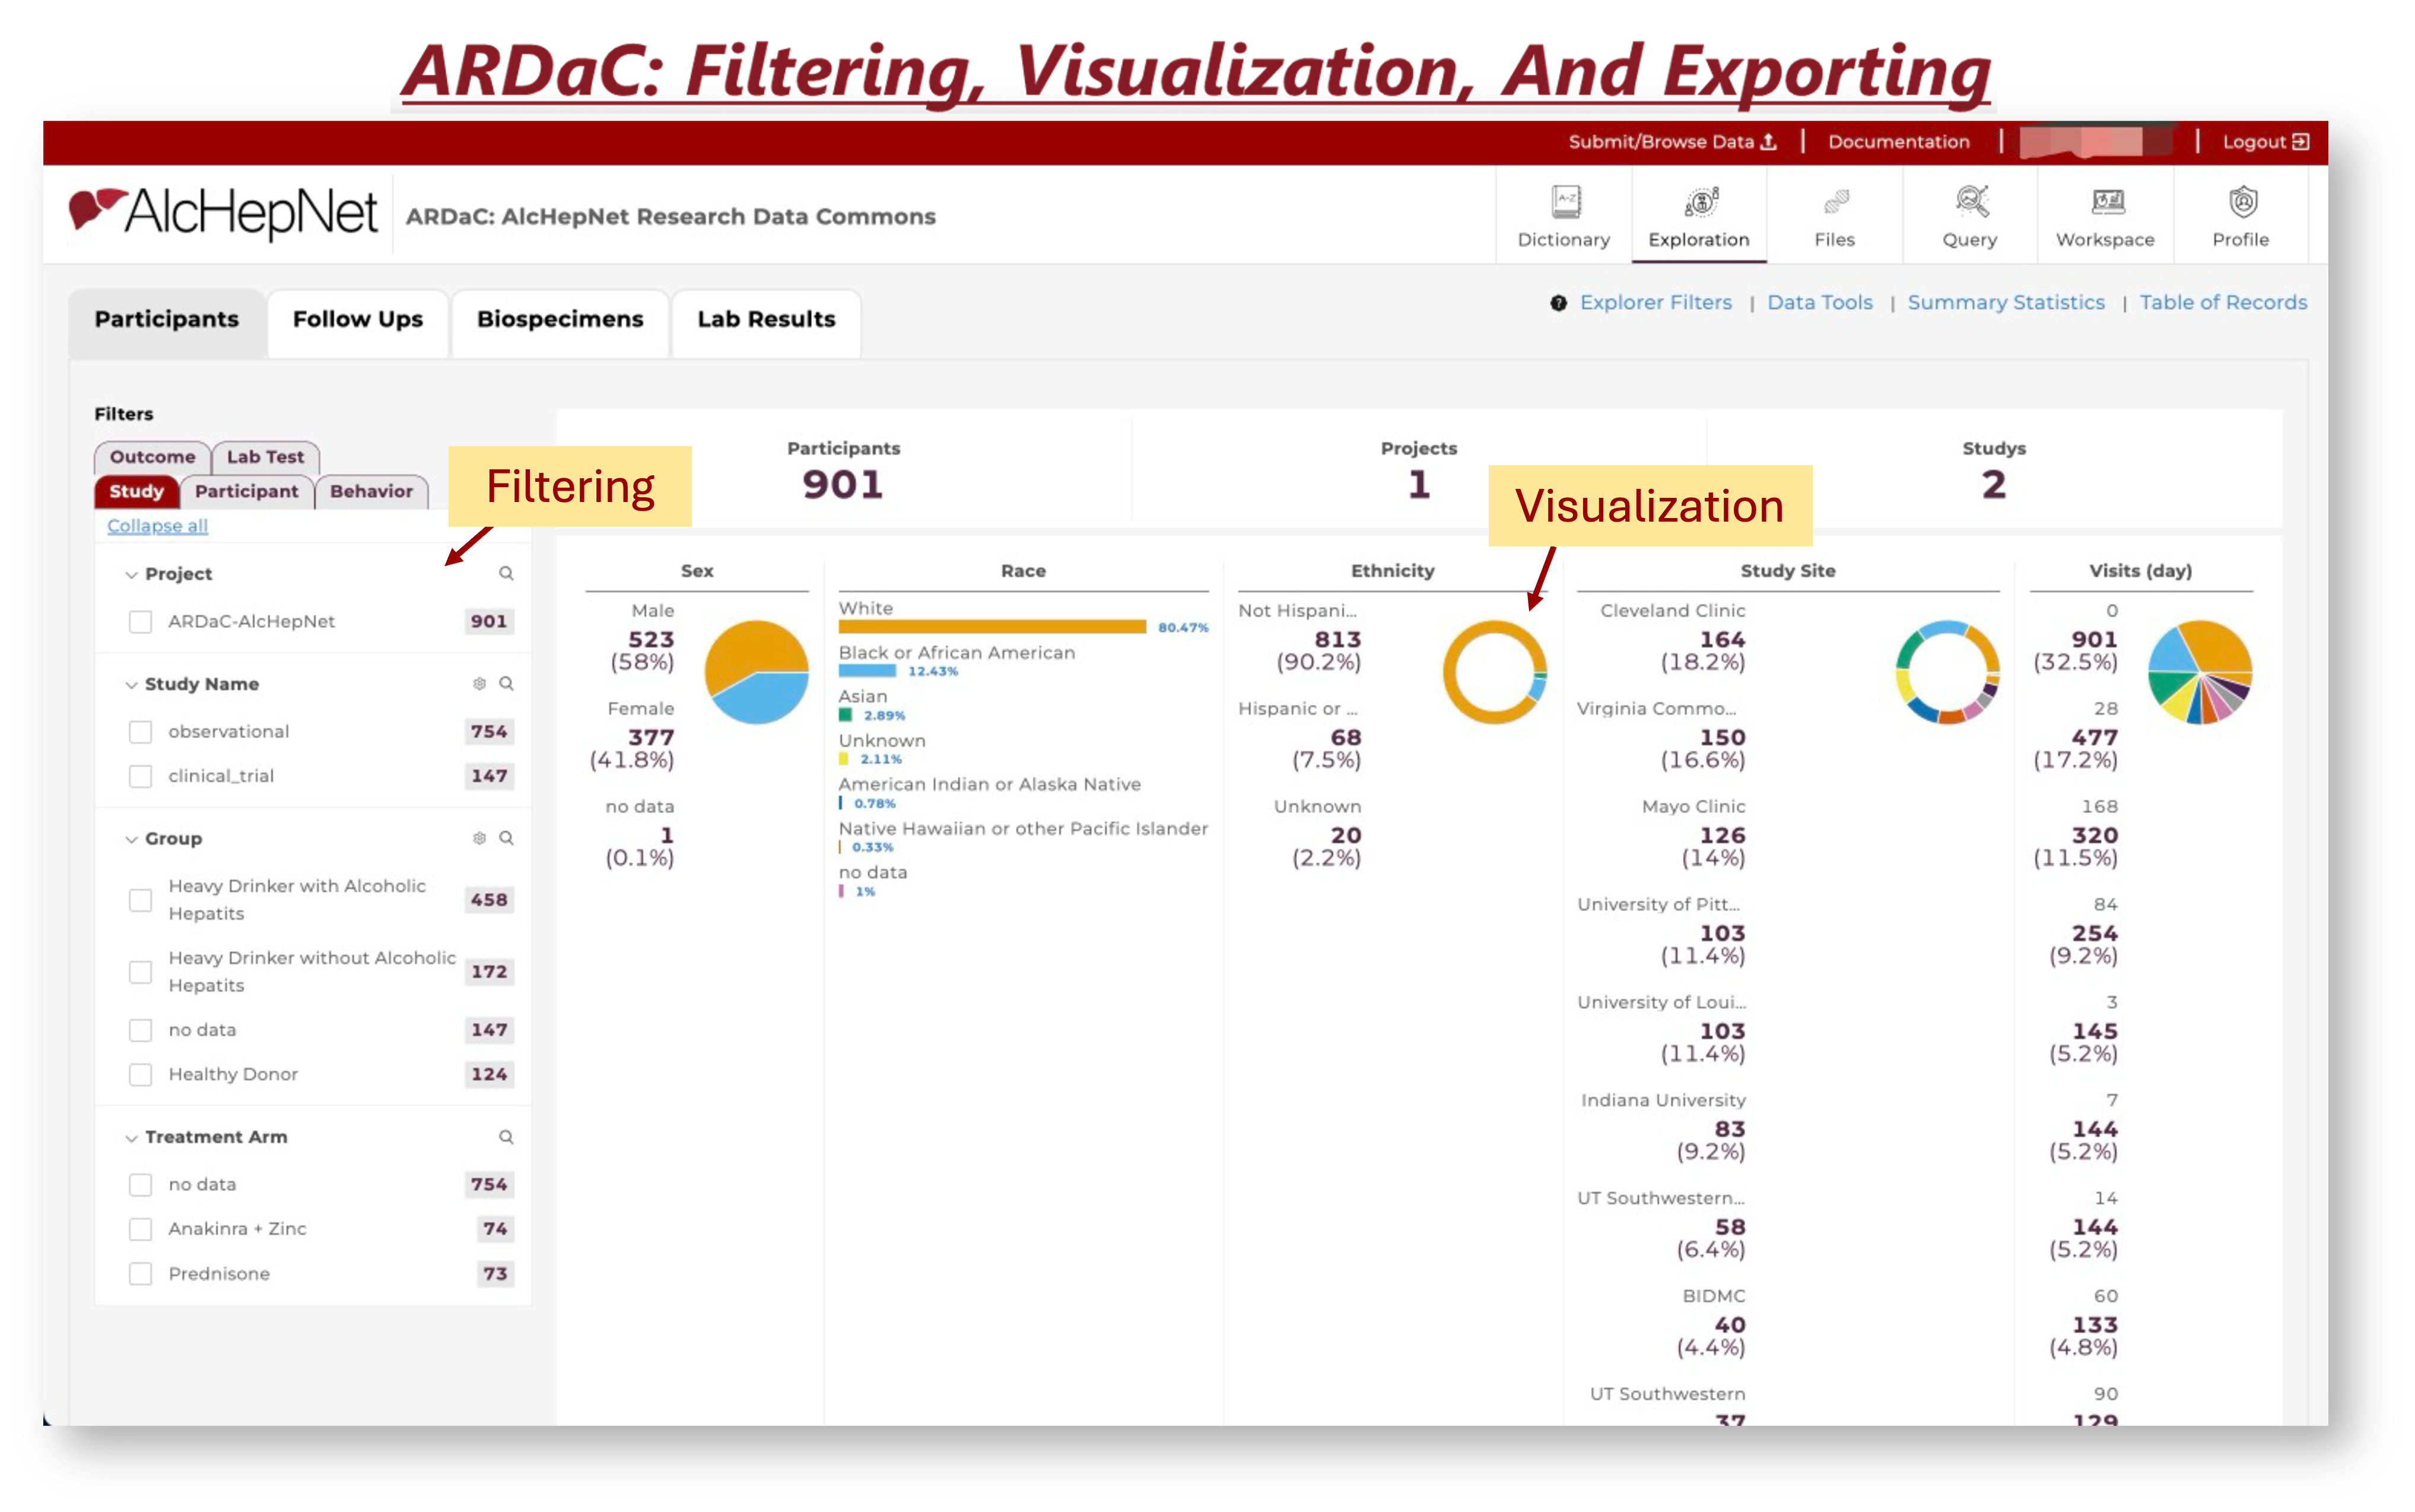 ARDaC: Filtering, Visualization, And Exporting
Submit/Browse Data | Documentation | | Logout
AlcHepNet
ARDaC: AlcHepNet Research Data Commons
A-Z
Dictionary
Exploration
Files
Query
Workspace
Profile
Participants
Follow Ups
Biospecimens
Lab Results
? Explorer Filters | Data Tools | Summary Statistics | Table of Records
Filters
Outcome
Lab Test
Study
Participant
Behavior
Collapse all
Filtering
Project
ARDaC-AlcHepNet 901
Study Name
observational 754
clinical_trial 147
Group
Heavy Drinker with Alcoholic
Hepatits
458
Heavy Drinker without Alcoholic
Hepatits
172
no data 147
Healthy Donor 124
Treatment Arm
no data 754
Anakinra + Zinc 74
Prednisone 73
Participants
901
Projects
1
Studys
2
Visualization
Sex
Male
523
(58%)
Female
377
(41.8%)
no data
1
(0.1%)
Race
White
80.47%
Black or African American
12.43%
Asian
2.89%
Unknown
2.11%
American Indian or Alaska Native
0.78%
Native Hawaiian or other Pacific Islander
0.33%
no data
1%
Ethnicity
Not Hispani...
813
(90.2%)
Hispanic or ...
68
(7.5%)
Unknown
20
(2.2%)
Study Site
Cleveland Clinic
164
(18.2%)
Virginia Commo...
150
(16.6%)
Mayo Clinic
126
(14%)
University of Pitt...
103
(11.4%)
University of Loui...
103
(11.4%)
Indiana University
83
(9.2%)
UT Southwestern...
58
(6.4%)
BIDMC
40
(4.4%)
UT Southwestern
37
Visits (day)
0
901
(32.5%)
28
477
(17.2%)
168
320
(11.5%)
84
254
(9.2%)
3
145
(5.2%)
7
144
(5.2%)
14
144
(5.2%)
60
133
(4.8%)
90
129